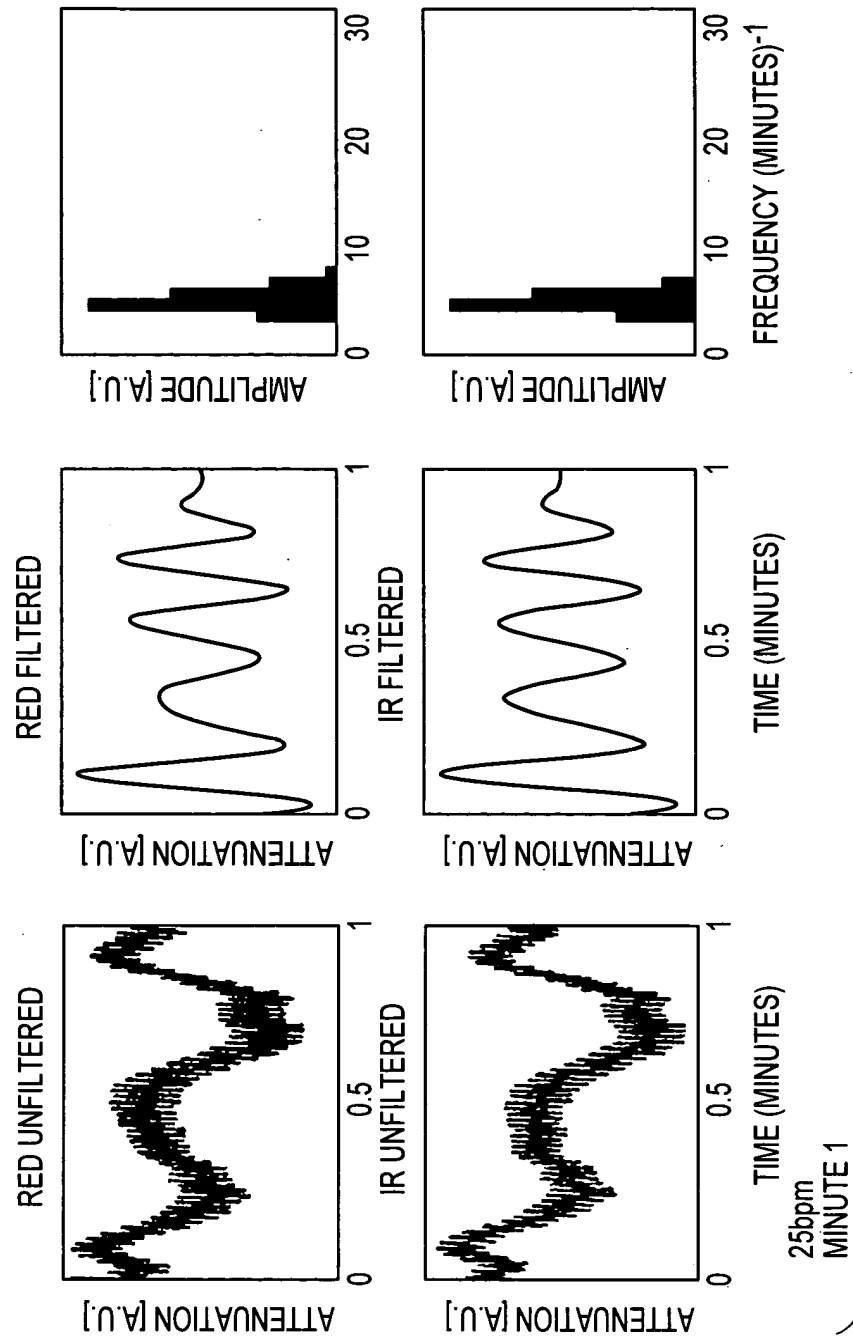 RED UNFILTERED
ATTENUATION [A.U.]
IR UNFILTERED
ATTENUATION [A.U.]
0
0.5
1
TIME (MINUTES)
25bpm
MINUTE 1
RED FILTERED
ATTENUATION [A.U.]
0
0.5
1
IR FILTERED
ATTENUATION [A.U.]
0
0.5
1
TIME (MINUTES)
AMPLITUDE [A.U.]
0
10
20
30
AMPLITUDE [A.U.]
0
10
20
30
FREQUENCY (MINUTES)-1
0
0.5
1